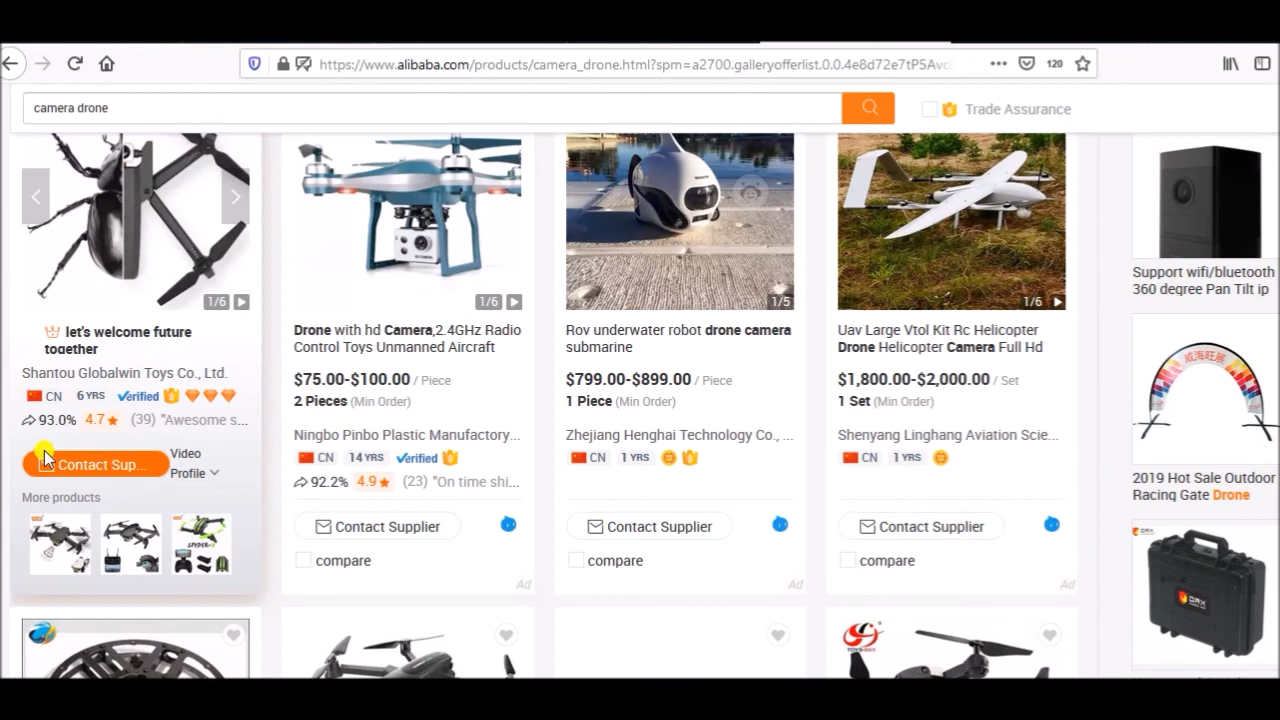 https://www.alibaba.com/products/camera_drone.html?spm=a2700.galleryofferlist.0.0.4e8d72e7tP5Avc
120
camera drone
Trade Assurance
1/6
let's welcome future
together
Shantou Globalwin Toys Co., Ltd.
CN 6 YRS Verified
93.0% 4.7 (39) "Awesome s...
Contact Sup...
Video
Profile
More products
SPYDER-X
1/6
Drone with hd Camera,2.4GHz Radio
Control Toys Unmanned Aircraft
$75.00-$100.00 / Piece
2 Pieces (Min Order)
Ningbo Pinbo Plastic Manufactory...
CN 14 YRS Verified
92.2% 4.9 (23) "On time shi...
Contact Supplier
compare
Ad
1/5
Rov underwater robot drone camera
submarine
$799.00-$899.00 / Piece
1 Piece (Min Order)
Zhejiang Henghai Technology Co., ...
CN 1 YRS
Contact Supplier
compare
Ad
1/6
Uav Large Vtol Kit Rc Helicopter
Drone Helicopter Camera Full Hd
$1,800.00-$2,000.00 / Set
1 Set (Min Order)
Shenyang Linghang Aviation Scie...
CN 1 YRS
Contact Supplier
compare
Ad
TOYS-SKY
Support wifi/bluetooth
360 degree Pan Tilt ip
威海旺展
2019 Hot Sale Outdoor
Racing Gate Drone
DRX